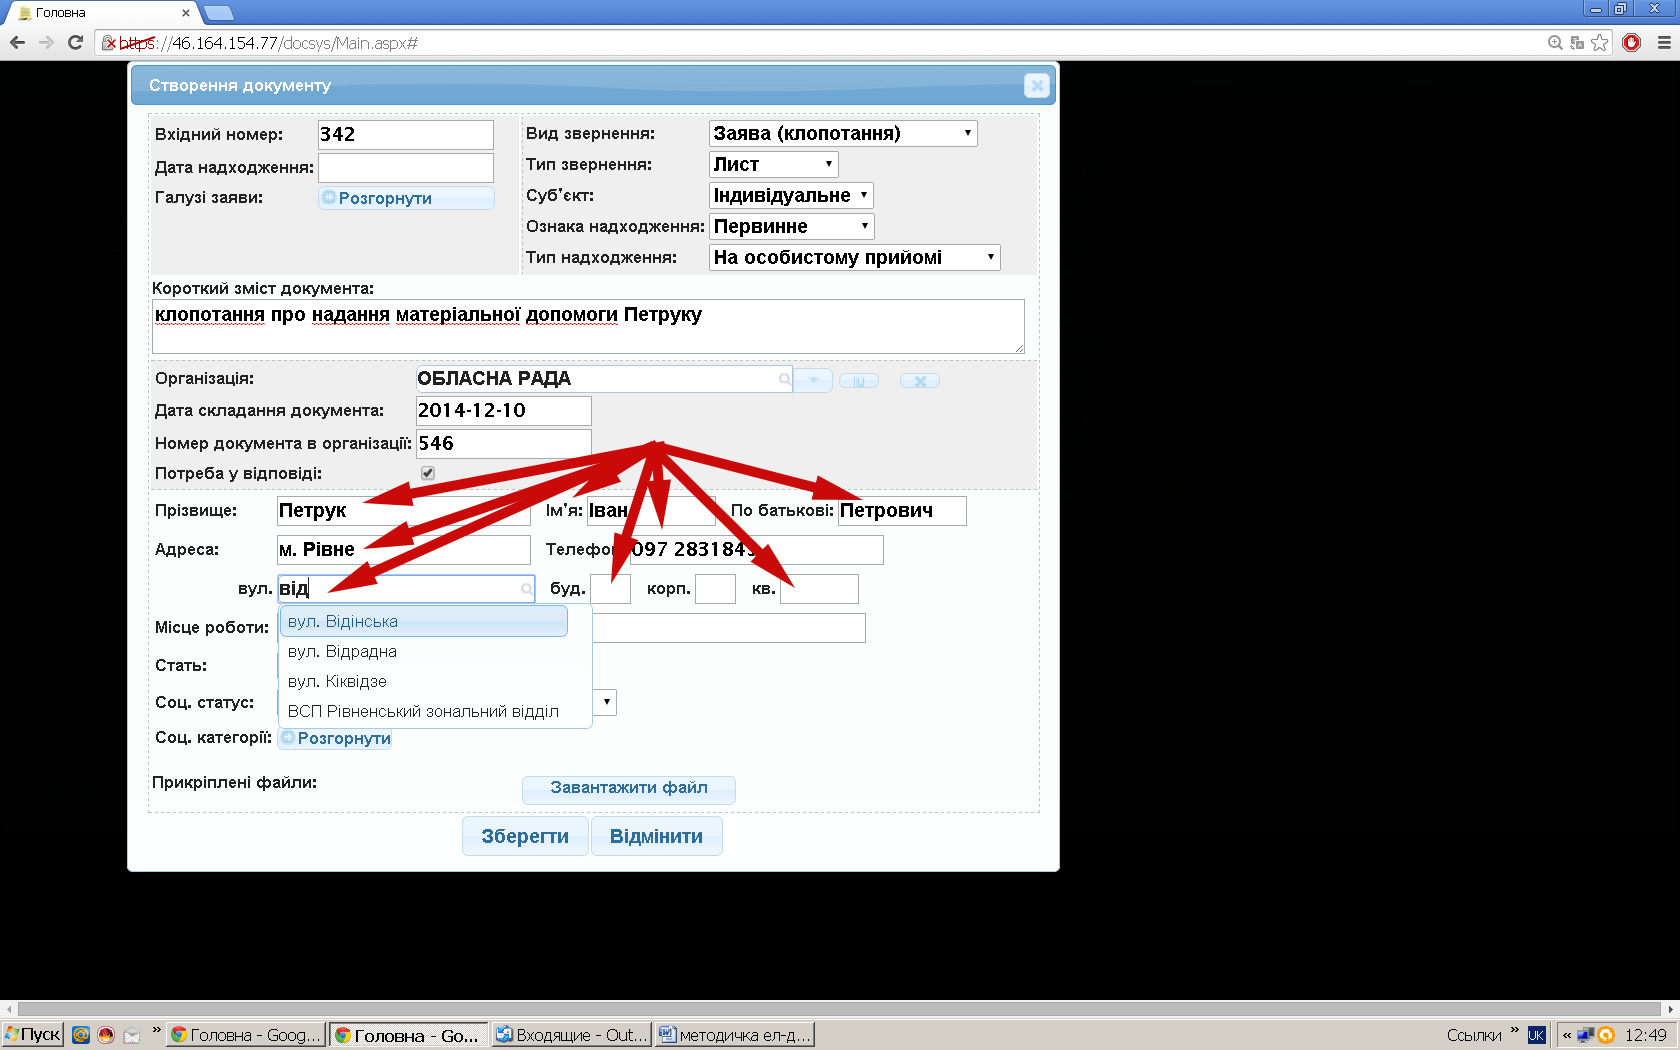 Головна
https://46.164.154.77/docsys/Main.aspx#
Створення документу
Вхідний номер: 342
Дата надходження:
Галузі заяви: Розгорнути
Вид звернення: Заява (клопотання)
Тип звернення: Лист
Суб'єкт: Індивідуальне
Ознака надходження: Первинне
Тип надходження: На особистому прийомі
Короткий зміст документа:
клопотання про надання матеріальної допомоги Петруку
Організація: ОБЛАСНА РАДА
Дата складання документа: 2014-12-10
Номер документа в організації: 546
Потреба у відповіді:
Прізвище: Петрук Ім'я: Іван По батькові: Петрович
Адреса: м. Рівне Телефон 097 283184
вул. від буд. корп. кв.
вул. Відінська
Місце роботи:
вул. Відрадна
Стать:
вул. Кіквідзе
Соц. статус:
ВСП Рівненський зональний відділ
Соц. категорії: Розгорнути
Прикріплені файли: Завантажити файл
Зберегти Відмінити
Пуск » Головна - Goog... Головна - Go... Входящие - Out... методичка ел-д... Ссылки » UK « 12:49